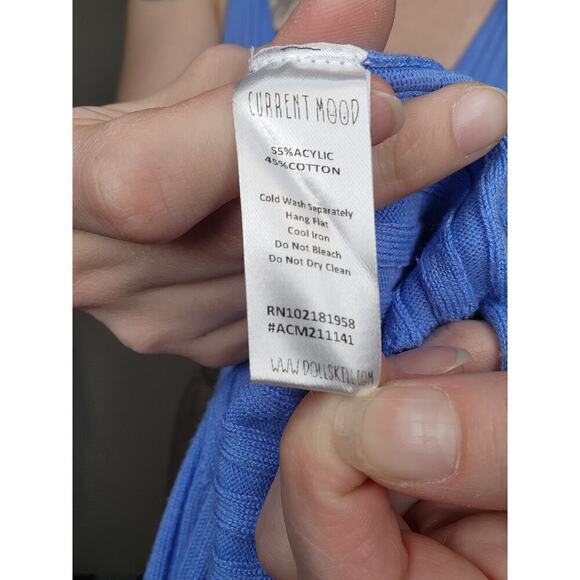 CURRENT MOOD
55%ACYLIC
45%COTTON
Cold Wash Separately
Hang Flat
Cool Iron
Do Not Bleach
Do Not Dry Clean
RN102181958
#ACM211141
WWW.DOLLSKILL.COM